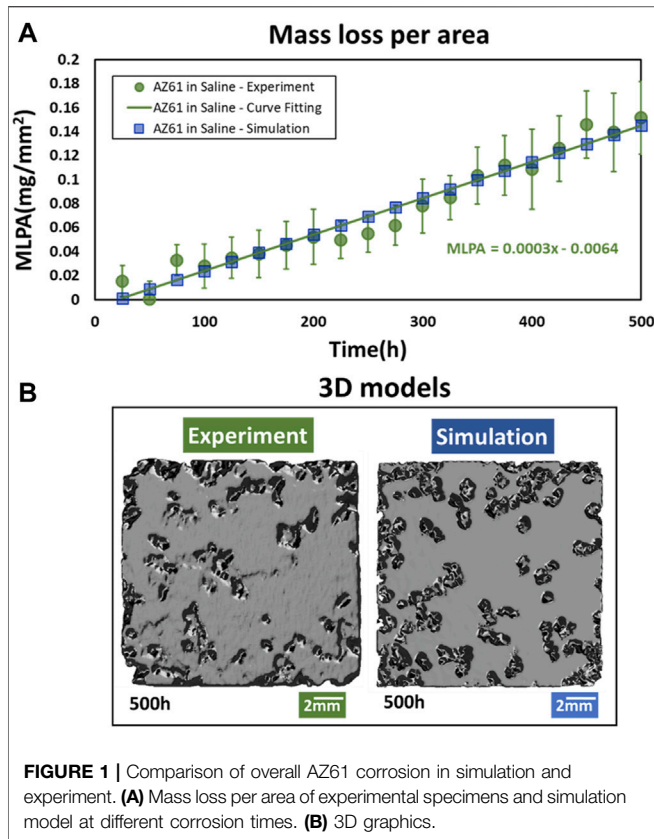 A
Mass loss per area
AZ61 in Saline - Experiment
AZ61 in Saline - Curve Fitting
AZ61 in Saline - Simulation
MLPA(mg/mm²)
0.2
0.18
0.16
0.14
0.12
0.1
0.08
0.06
0.04
0.02
0
MLPA = 0.0003x - 0.0064
0
100
200
300
400
500
Time(h)
B
3D models
Experiment
Simulation
500h
2mm
500h
2mm
FIGURE 1 | Comparison of overall AZ61 corrosion in simulation and
experiment. (A) Mass loss per area of experimental specimens and simulation
model at different corrosion times. (B) 3D graphics.